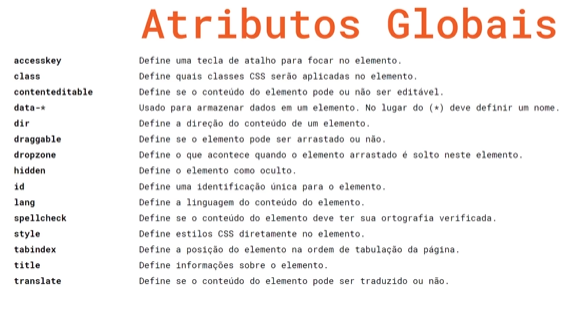 Atributos Globais
accesskey Define uma tecla de atalho para focar no elemento.
class Define quais classes CSS serão aplicadas no elemento.
contenteditable Define se o conteúdo do elemento pode ou não ser editável.
data-* Usado para armazenar dados em um elemento. No lugar do (*) deve definir um nome.
dir Define a direção do conteúdo de um elemento.
draggable Define se o elemento pode ser arrastado ou não.
dropzone Define o que acontece quando o elemento arrastado é solto neste elemento.
hidden Define o elemento como oculto.
id Define uma identificação única para o elemento.
lang Define a linguagem do conteúdo do elemento.
spellcheck Define se o conteúdo do elemento deve ter sua ortografia verificada.
style Define estilos CSS diretamente no elemento.
tabindex Define a posição do elemento na ordem de tabulação da página.
title Define informações sobre o elemento.
translate Define se o conteúdo do elemento pode ser traduzido ou não.